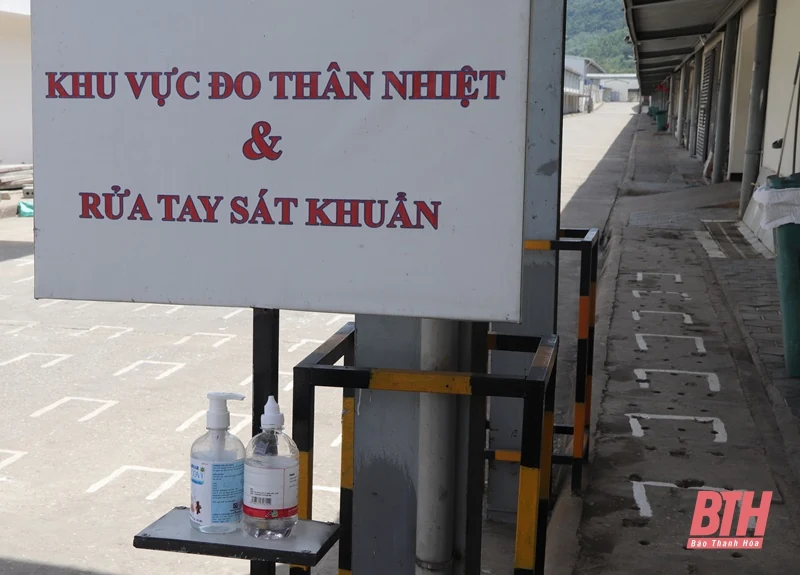 KHU VỰC ĐO THÂN NHIỆT
&
RỬA TAY SÁT KHUẨN
BTH
Báo Thanh Hóa